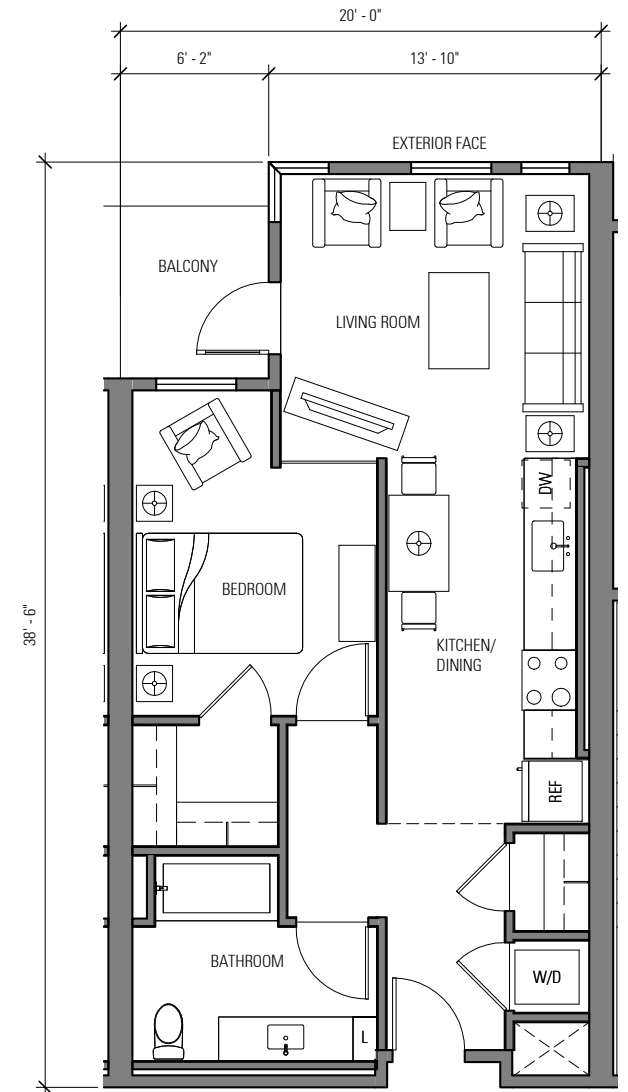 20' - 0"
6' - 2"
13' - 10"
EXTERIOR FACE
BALCONY
LIVING ROOM
DW
BEDROOM
38' - 6"
KITCHEN/
DINING
REF
BATHROOM
W/D
L